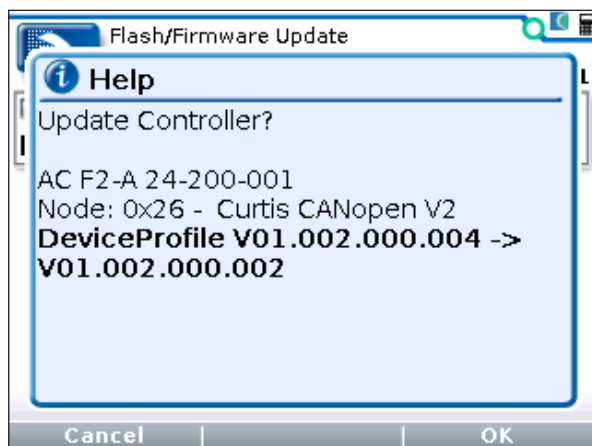 Flash/Firmware Update
L
Help
Update Controller?
AC F2-A 24-200-001
Node: 0x26 - Curtis CANopen V2
DeviceProfile V01.002.000.004 ->
V01.002.000.002
Cancel
OK